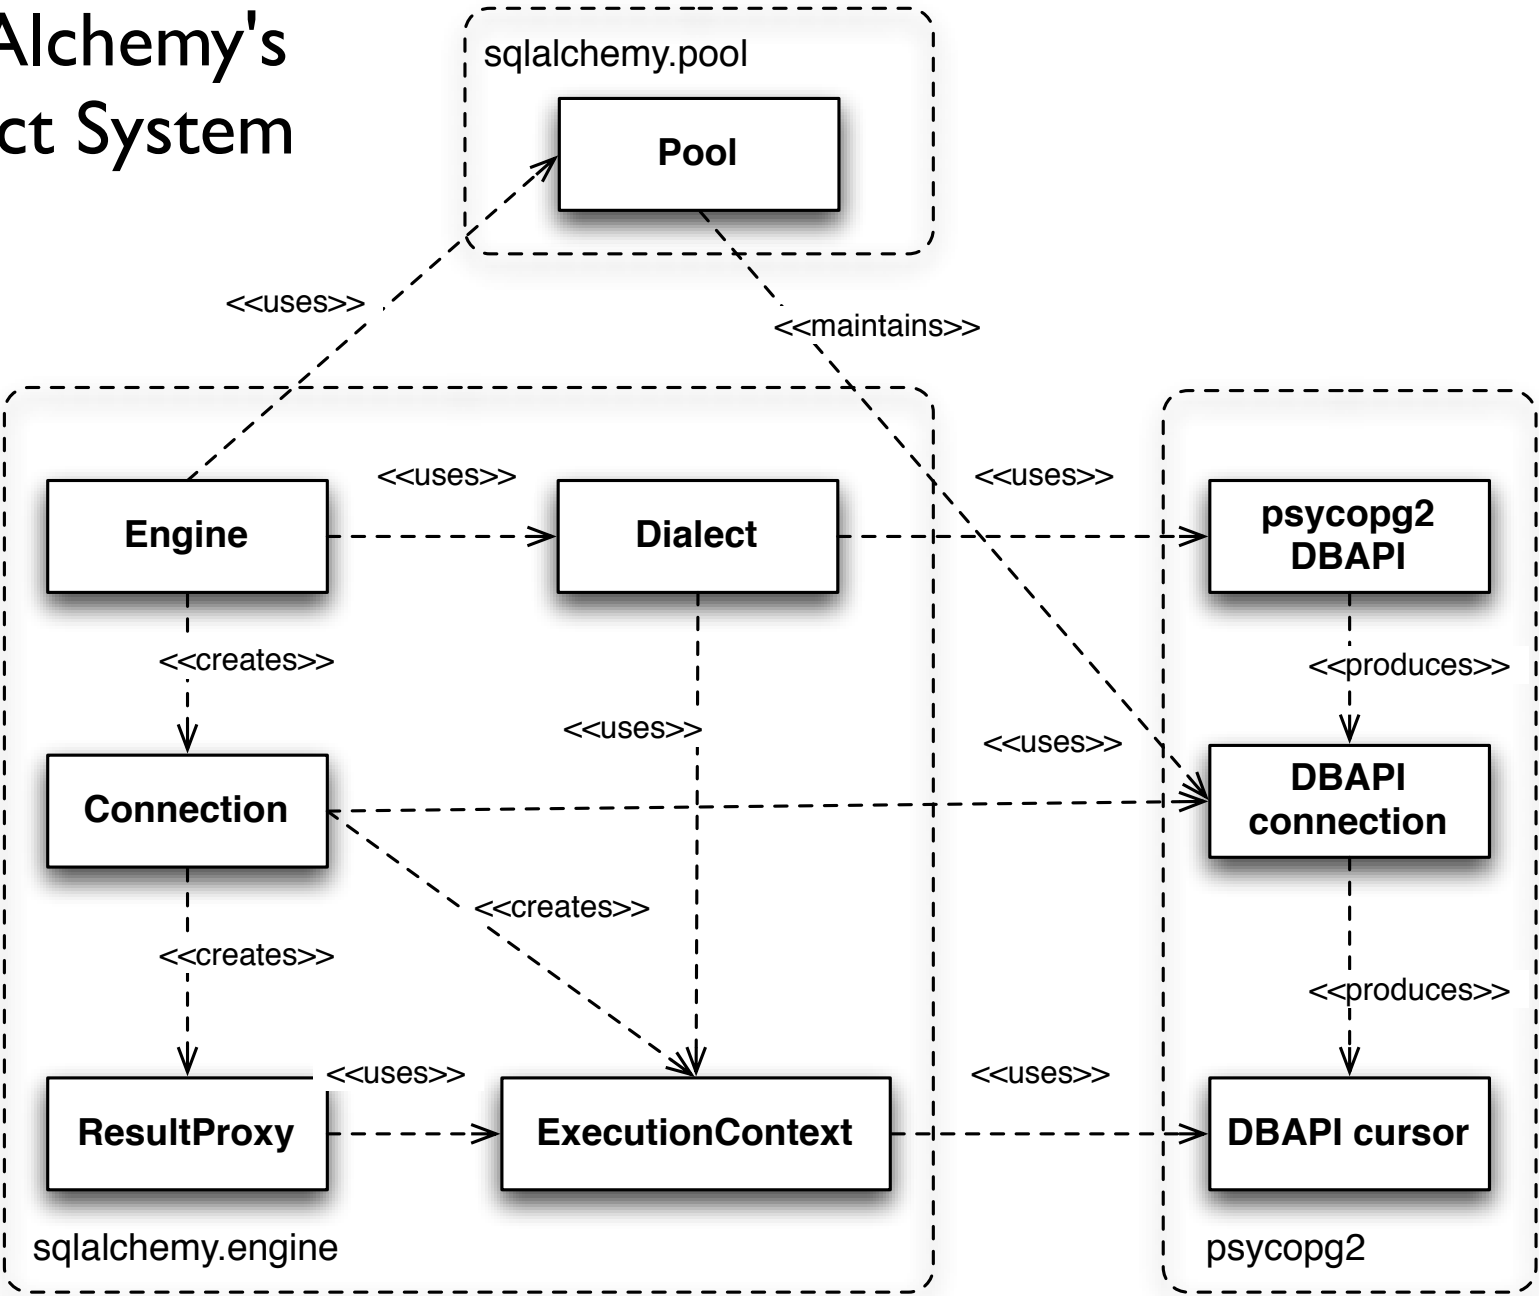 Alchemy's
ct System
sqlalchemy.pool
Pool
<<uses>>
<<maintains>>
<<uses>>
<<uses>>
Engine
Dialect
psycopg2
DBAPI
<<creates>>
<<produces>>
<<uses>>
<<uses>>
Connection
DBAPI
connection
<<creates>>
<<creates>>
<<produces>>
<<uses>>
<<uses>>
ResultProxy
ExecutionContext
DBAPI cursor
sqlalchemy.engine
psycopg2